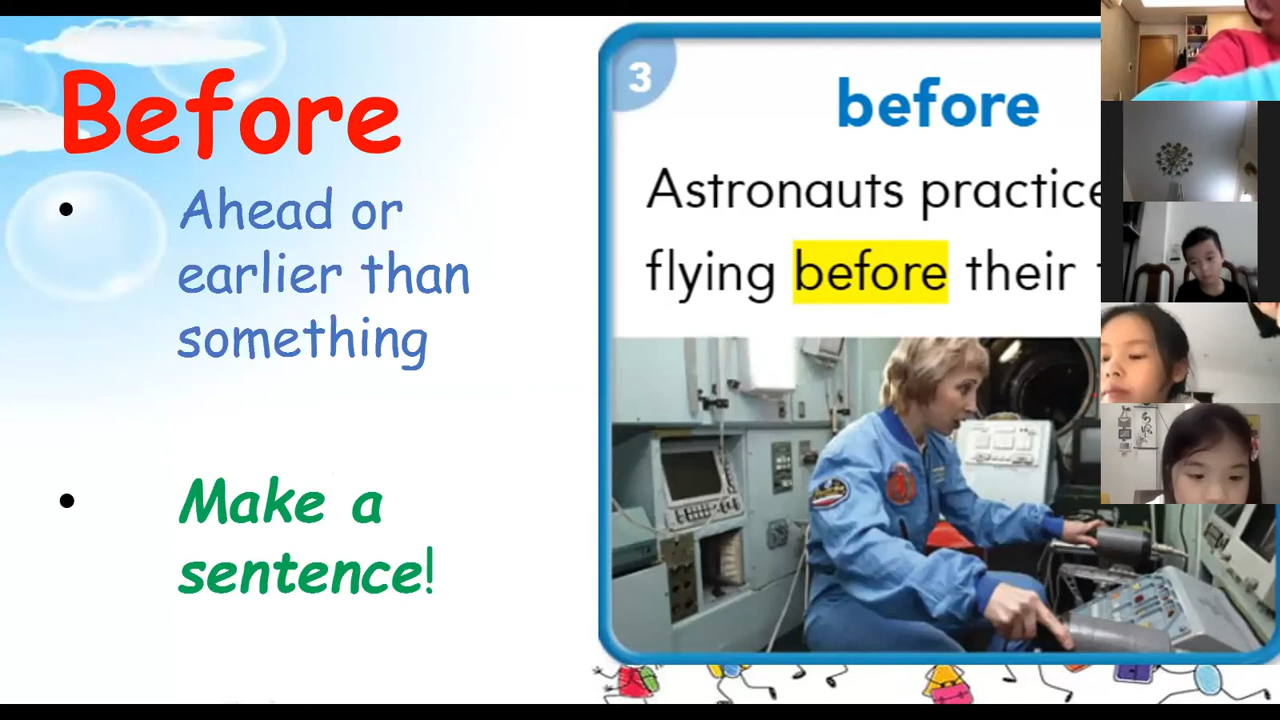 Before
• Ahead or
earlier than
something
• Make a
sentence!
3
before
Astronauts practice
flying before their